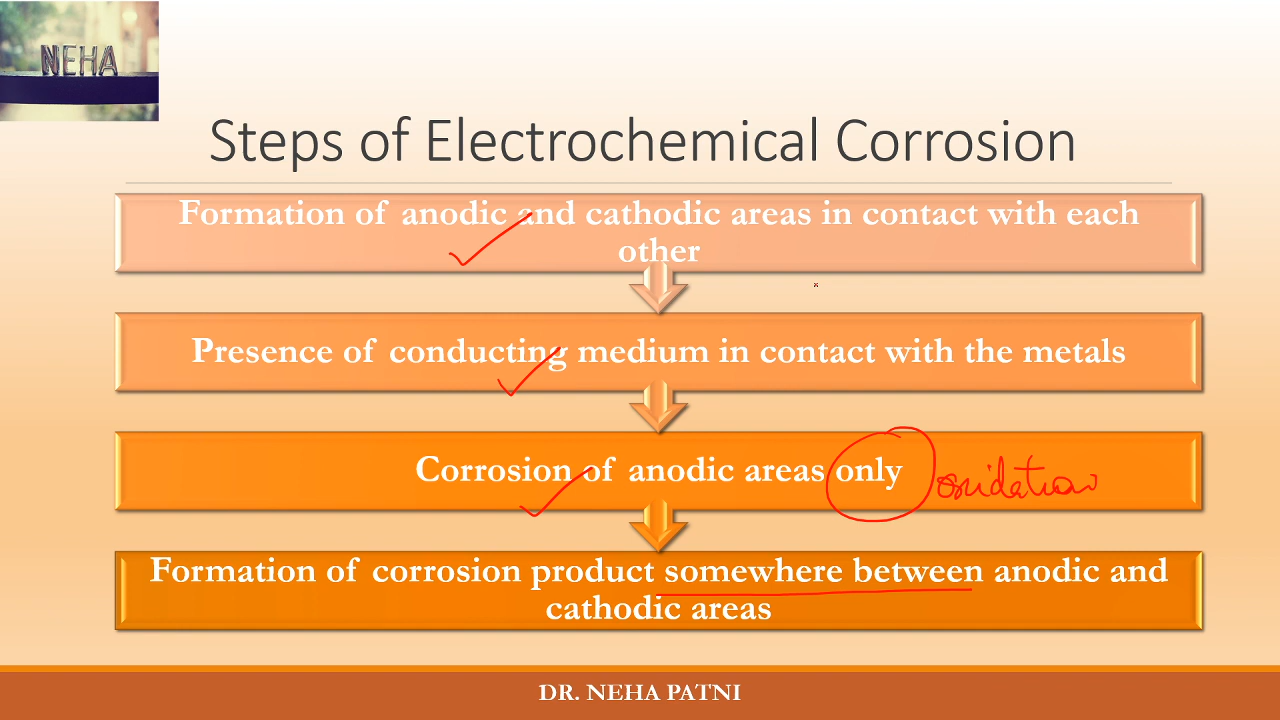 NEHA
Steps of Electrochemical Corrosion
Formation of anodic and cathodic areas in contact with each
other
Presence of conducting medium in contact with the metals
Corrosion of anodic areas only oxidation
Formation of corrosion product somewhere between anodic and
cathodic areas
DR. NEHA PATNI